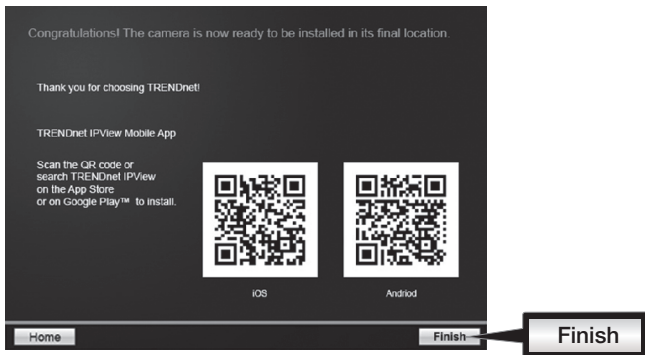 Congratulations! The camera is now ready to be installed in its final location.
Thank you for choosing TRENDnet!
TRENDnet IPView Mobile App
Scan the QR code or
search TRENDnet IPView
on the App Store
or on Google Play™ to install.
iOS
Andriod
Home
Finish
Finish